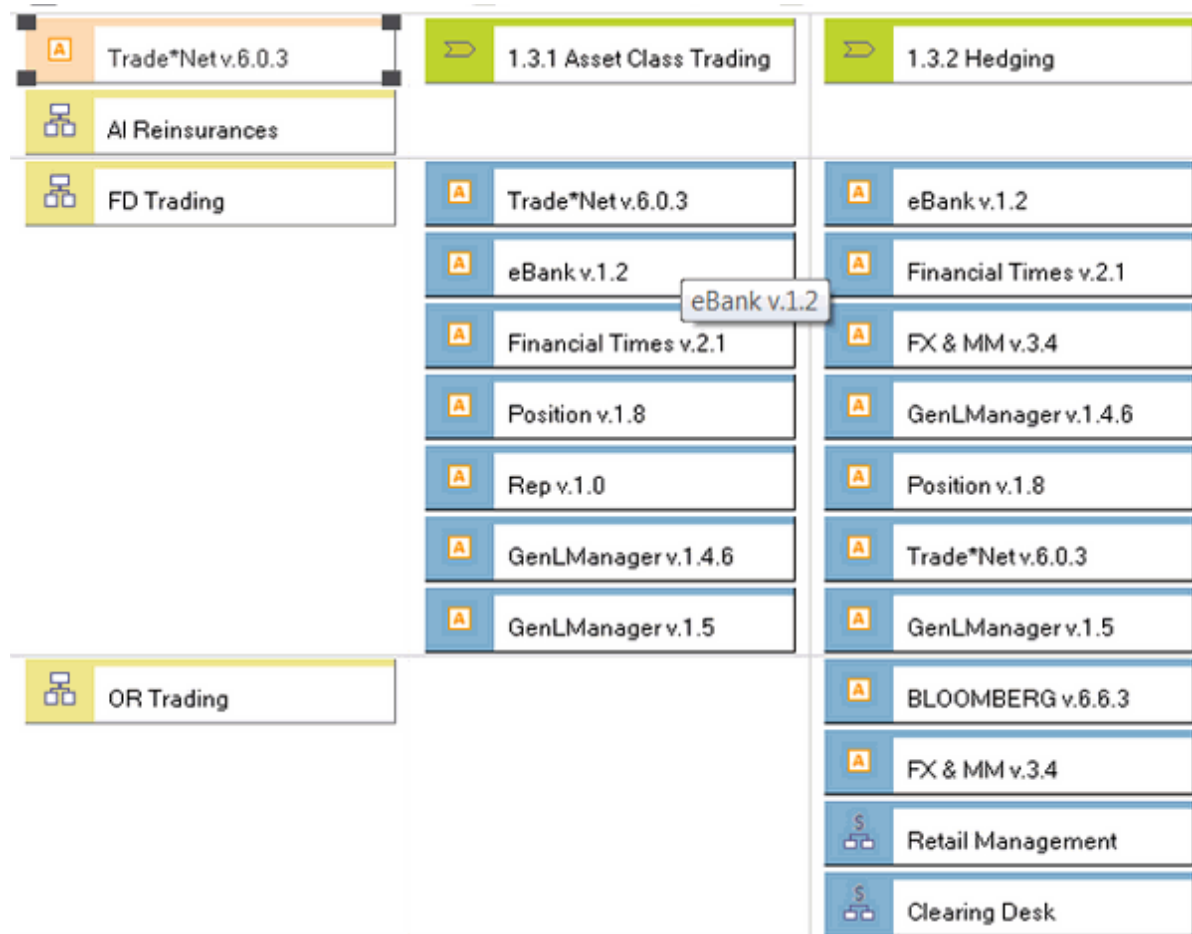 Trade*Net v.6.0.3
1.3.1 Asset Class Trading
1.3.2 Hedging
AI Reinsurances
FD Trading
Trade*Net v.6.0.3
eBank v.1.2
eBank v.1.2
Financial Times v.2.1
eBank v.1.2
Financial Times v.2.1
FX & MM v.3.4
Position v.1.8
GenLManager v.1.4.6
Rep v.1.0
Position v.1.8
GenLManager v.1.4.6
Trade*Net v.6.0.3
GenLManager v.1.5
GenLManager v.1.5
OR Trading
BLOOMBERG v.6.6.3
FX & MM v.3.4
Retail Management
Clearing Desk